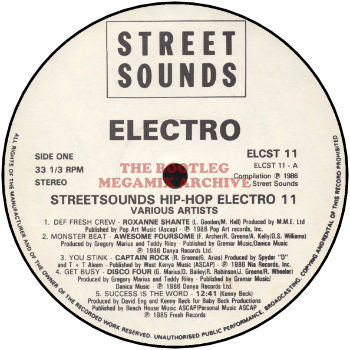 STREET
SOUNDS
ELECTRO
SIDE ONE
33 1/3 RPM
STEREO
ELCST 11
ELCST 11 - A
Compilation ℗ 1986
Street Sounds
THE BOOTLEG
MEGAMIX ARCHIVE
STREETSOUNDS HIP-HOP ELECTRO 11
VARIOUS ARTISTS
1. DEF FRESH CREW - ROXANNE SHANTE (L. Gooden/M. Hall) Produced by M.M.E. Ltd
Published by Pop Art Music (Ascap) - ℗ 1986 Pop Art records, Inc.
2. MONSTER BEAT - AWESOME FOURSOME (F. Archer/R. Greene/A. Kelly/D.S. Williams)
Produced by Gregory Marius and Teddy Riley - Published by Gremar Music/Danica Music
℗ 1986 Danya Records Ltd.
3. YOU STINK - CAPTAIN ROCK (R. Greene/G. Arias) Produced by Spyder "D"
and T + T Aleem - Published by West Kenya Music (ASCAP) - ℗ 1986 Nia Records, Inc.
4. GET BUSY - DISCO FOUR (G. Marius/D. Bailey/R. Robinson/L. Greene/R. Wheeler)
Produced by Gregory Marius and Teddy Riley - Published by Gremar Music/
Danica Music - ℗ 1986 Danya Records Ltd.
5. SUCCESS IS THE WORD - 12:41 (Kenny Beck)
Produced by David Eng and Kenny Beck for Baby Beck Productions
Published by Beech House Music ASCAP/Personal Music ASCAP
℗ 1985 Fresh Records
ALL RIGHTS OF THE MANUFACTURER AND OF THE OWNER OF THE RECORDED WORK RESERVED. UNAUTHORISED PUBLIC PERFORMANCE, BROADCASTING, COPYING AND RENTAL OF THIS RECORD PROHIBITED